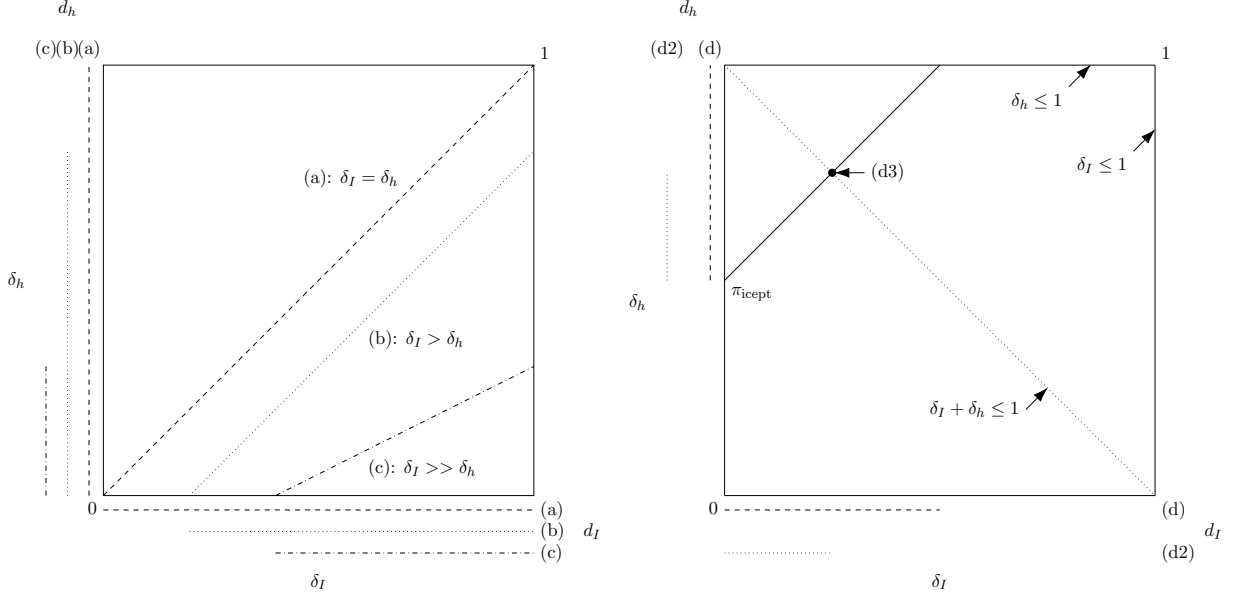 d_h
(c)(b)(a)
1
(a): δ_I = δ_h
δ_h
(b): δ_I > δ_h
(c): δ_I >> δ_h
0
(a)
(b)
d_I
(c)
δ_I
d_h
(d2)
(d)
1
δ_h ≤ 1
δ_I ≤ 1
(d3)
π_icept
δ_h
δ_I + δ_h ≤ 1
0
(d)
d_I
(d2)
δ_I